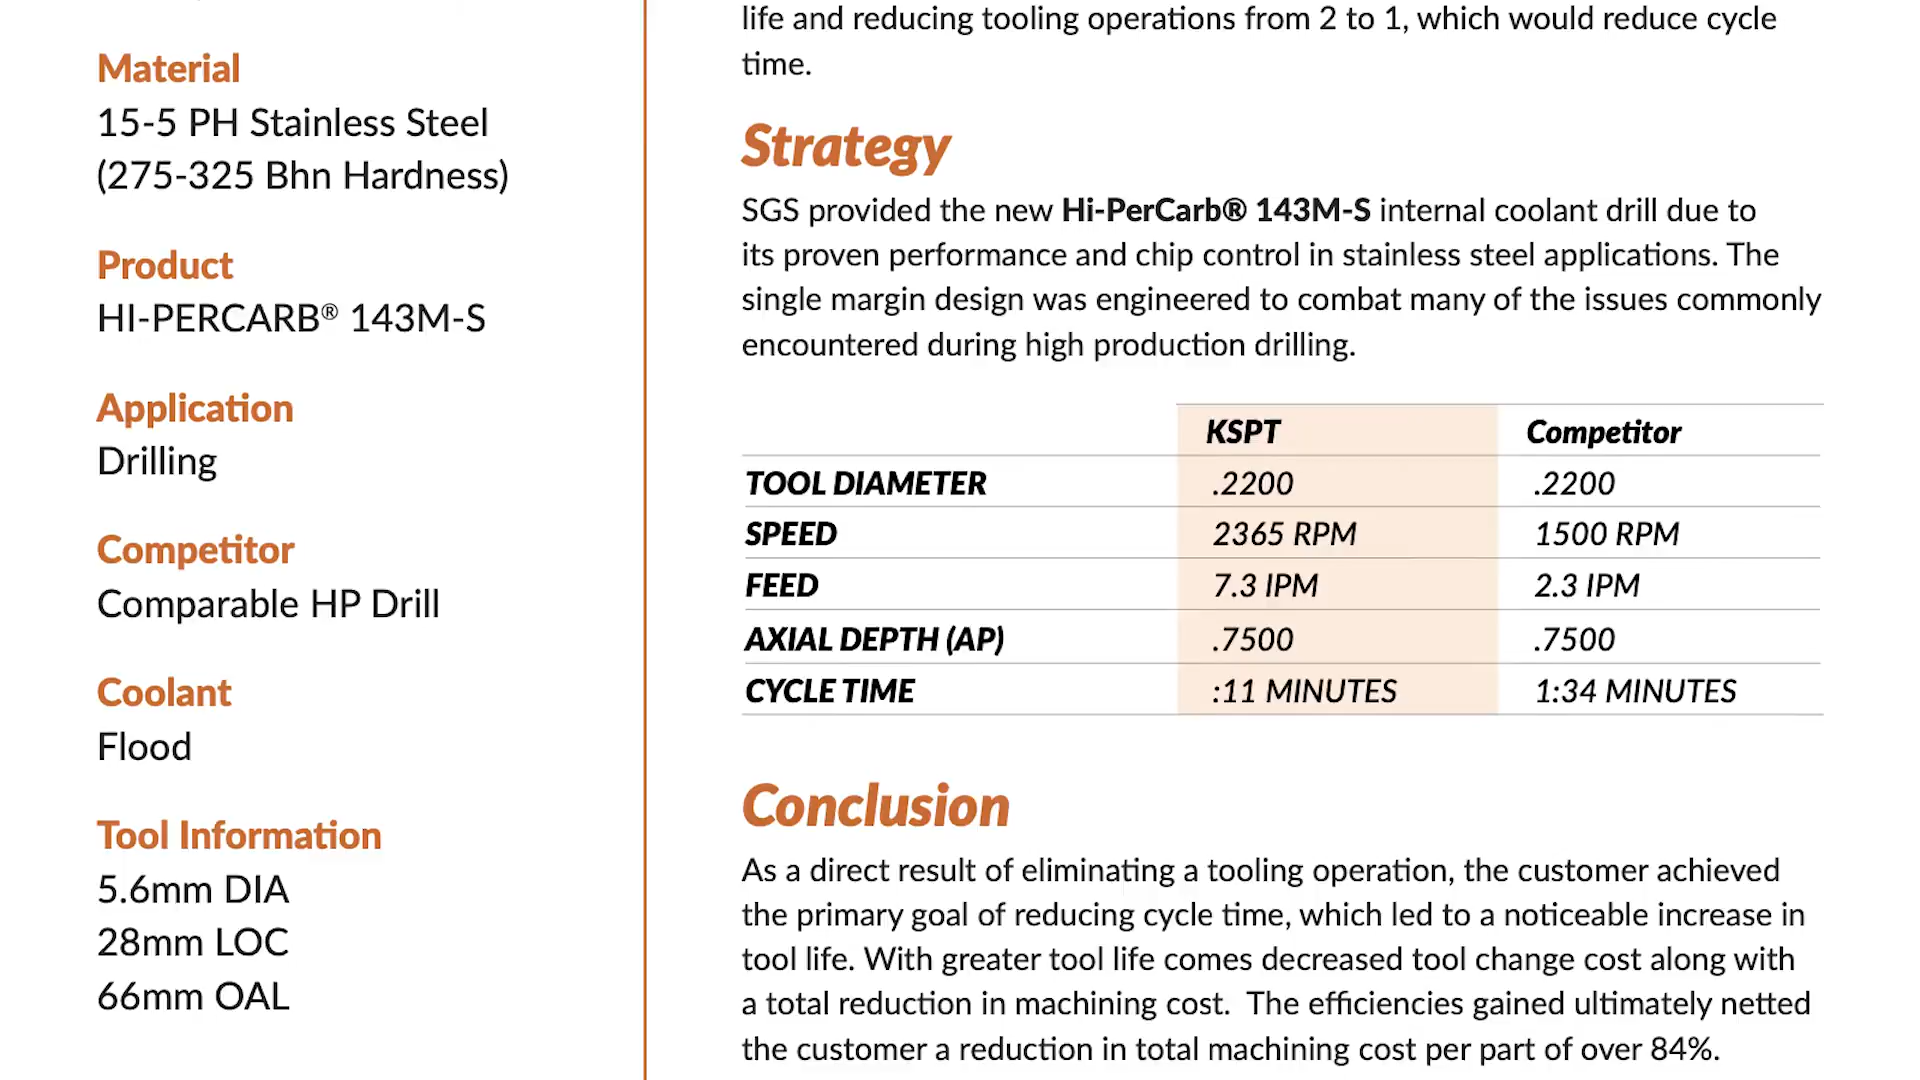 Material
15-5 PH Stainless Steel
(275-325 Bhn Hardness)
Product
HI-PERCARB® 143M-S
Application
Drilling
Competitor
Comparable HP Drill
Coolant
Flood
Tool Information
5.6mm DIA
28mm LOC
66mm OAL
life and reducing tooling operations from 2 to 1, which would reduce cycle
time.
Strategy
SGS provided the new Hi-PerCarb® 143M-S internal coolant drill due to
its proven performance and chip control in stainless steel applications. The
single margin design was engineered to combat many of the issues commonly
encountered during high production drilling.
KSPT Competitor
TOOL DIAMETER .2200 .2200
SPEED 2365 RPM 1500 RPM
FEED 7.3 IPM 2.3 IPM
AXIAL DEPTH (AP) .7500 .7500
CYCLE TIME :11 MINUTES 1:34 MINUTES
Conclusion
As a direct result of eliminating a tooling operation, the customer achieved
the primary goal of reducing cycle time, which led to a noticeable increase in
tool life. With greater tool life comes decreased tool change cost along with
a total reduction in machining cost. The efficiencies gained ultimately netted
the customer a reduction in total machining cost per part of over 84%.